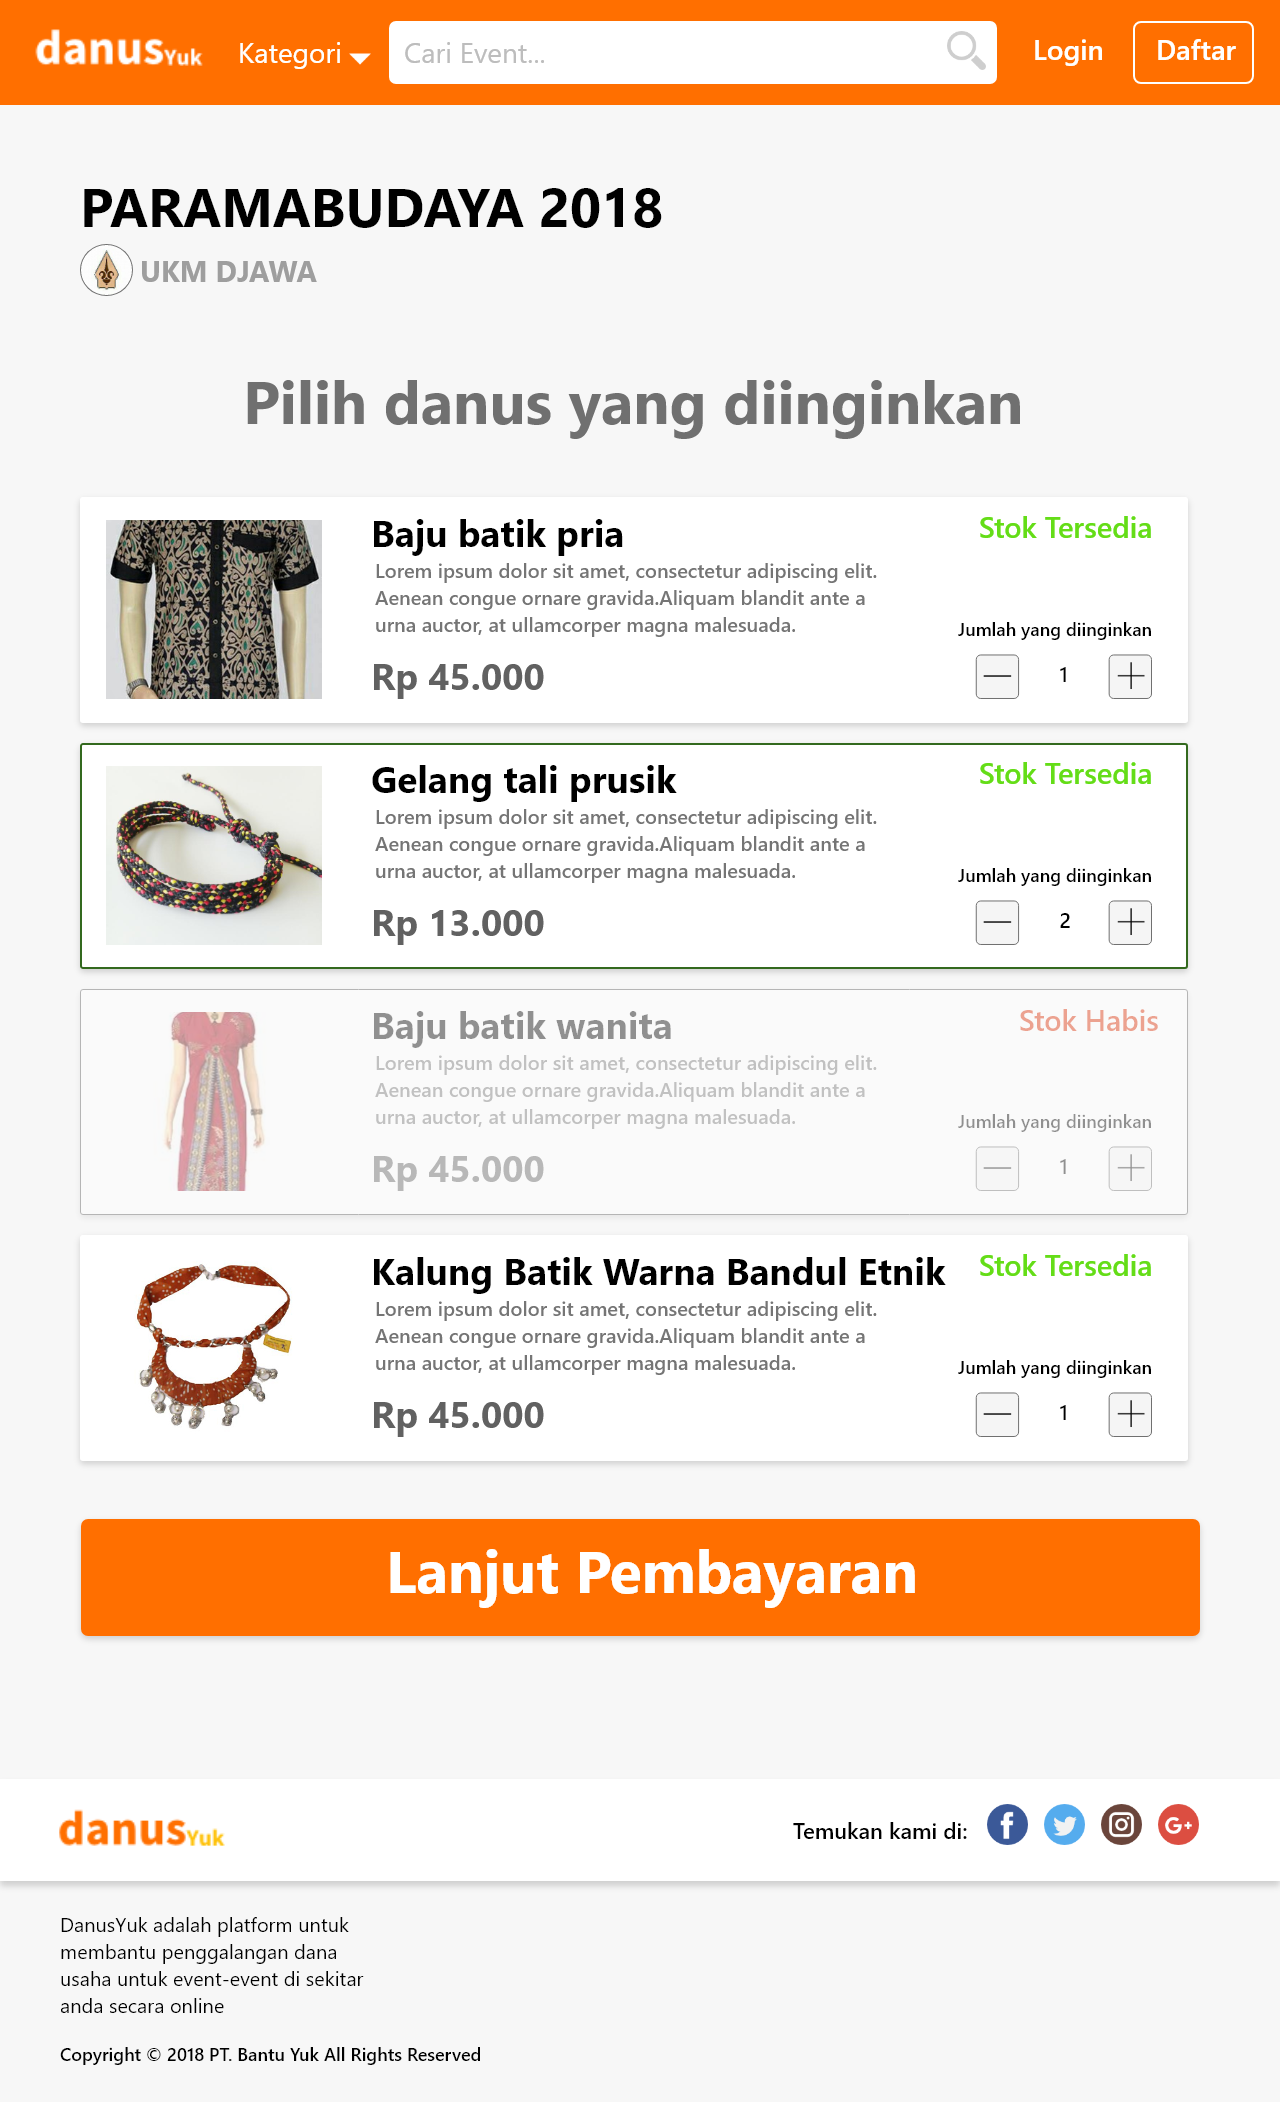 danusYuk Kategori Cari Event... Login Daftar
PARAMABUDAYA 2018
UKM DJAWA
Pilih danus yang diinginkan
Baju batik pria
Stok Tersedia
Lorem ipsum dolor sit amet, consectetur adipiscing elit.
Aenean congue ornare gravida.Aliquam blandit ante a
urna auctor, at ullamcorper magna malesuada.
Jumlah yang diinginkan
Rp 45.000
1
Gelang tali prusik
Stok Tersedia
Lorem ipsum dolor sit amet, consectetur adipiscing elit.
Aenean congue ornare gravida.Aliquam blandit ante a
urna auctor, at ullamcorper magna malesuada.
Jumlah yang diinginkan
Rp 13.000
2
Baju batik wanita
Stok Habis
Lorem ipsum dolor sit amet, consectetur adipiscing elit.
Aenean congue ornare gravida.Aliquam blandit ante a
urna auctor, at ullamcorper magna malesuada.
Jumlah yang diinginkan
Rp 45.000
1
Kalung Batik Warna Bandul Etnik
Stok Tersedia
Lorem ipsum dolor sit amet, consectetur adipiscing elit.
Aenean congue ornare gravida.Aliquam blandit ante a
urna auctor, at ullamcorper magna malesuada.
Jumlah yang diinginkan
Rp 45.000
1
Lanjut Pembayaran
danusYuk
Temukan kami di:
DanusYuk adalah platform untuk
membantu penggalangan dana
usaha untuk event-event di sekitar
anda secara online
Copyright © 2018 PT. Bantu Yuk All Rights Reserved